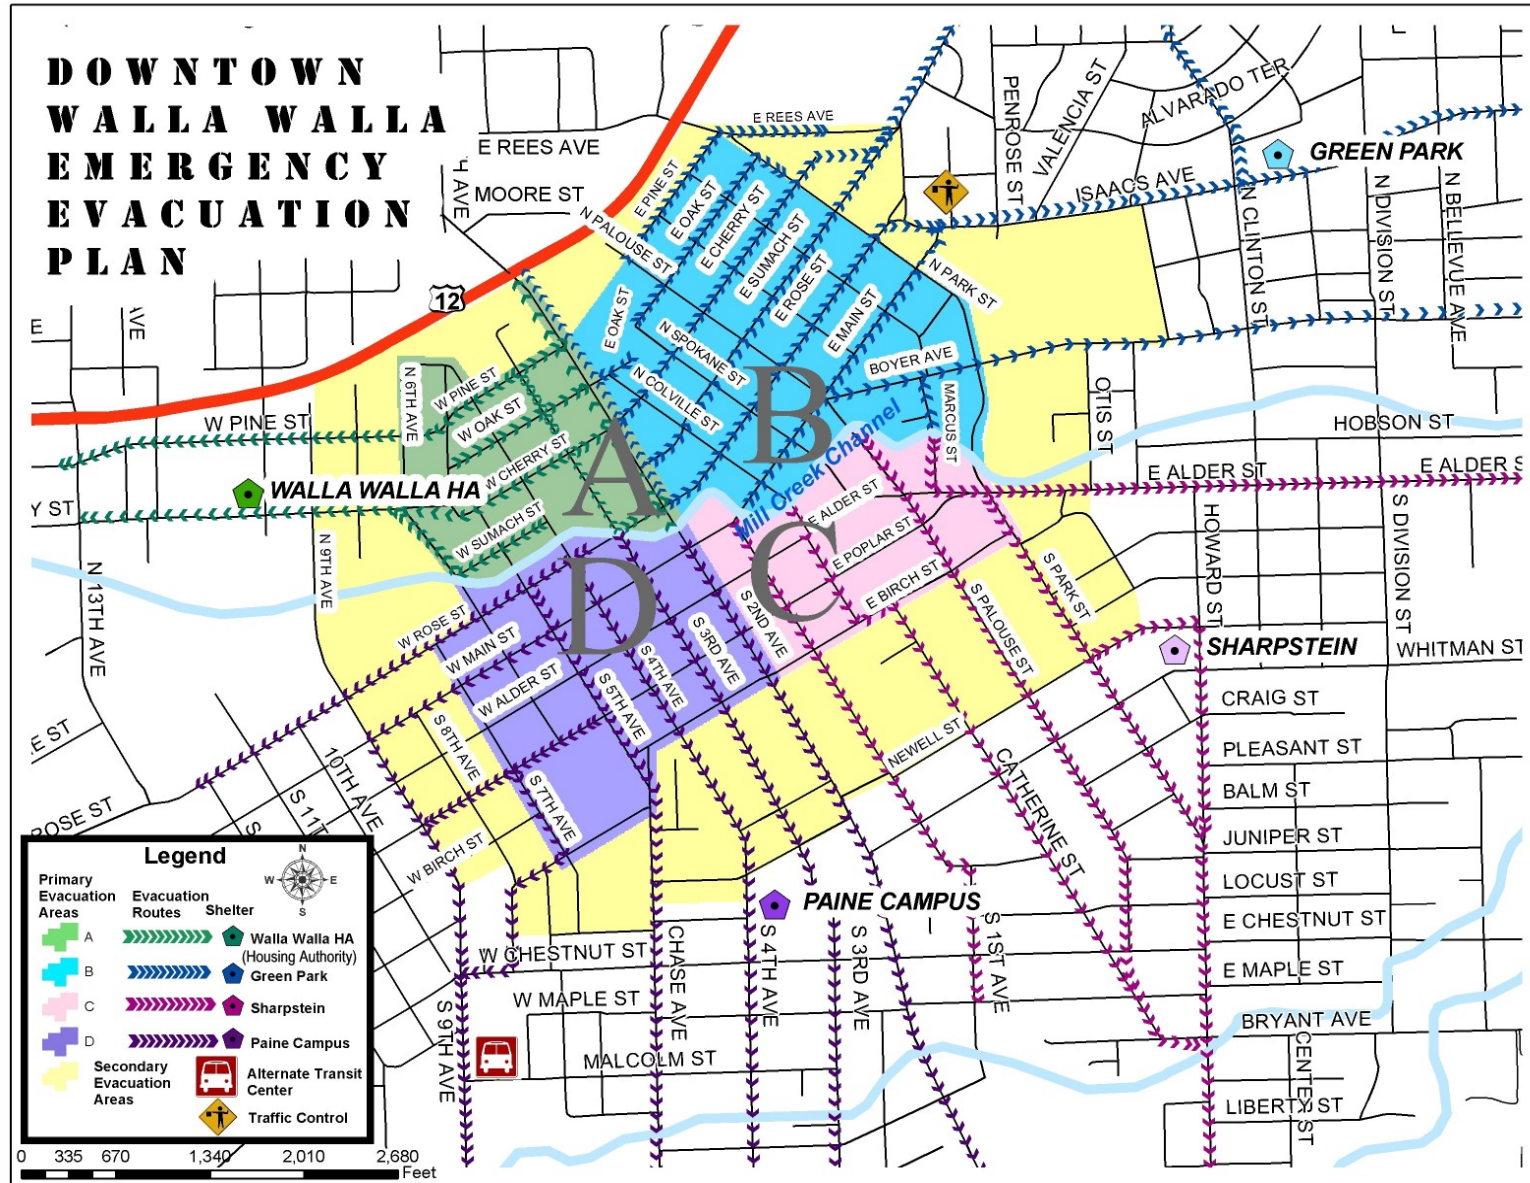 DOWNTOWN
WALLA WALLA
EMERGENCY
EVACUATION
PLAN
E REES AVE
E REES AVE
MOORE ST
H AVE
N PALOUSE ST
E PINE ST
E OAK ST
E CHERRY ST
E SUMACH ST
E ROSE ST
E MAIN ST
N PARK ST
PENROSE ST
VALENCIA ST
ALVARADO TER
ISAACS AVE
GREEN PARK
N CLINTON ST
N DIVISION ST
N BELLEVUE AVE
12
E OAK ST
N SPOKANE ST
N COLVILLE ST
BOYER AVE
MARCUS ST
OTIS ST
HOBSON ST
E ALDER ST
E ALDER S
E
AVE
N 6TH AVE
W PINE ST
W PINE ST
W OAK ST
W CHERRY ST
W SUMACH ST
WALLA WALLA HA
Y ST
A
B
C
D
Mill Creek Channel
E ALDER ST
E POPLAR ST
E BIRCH ST
N 13TH AVE
N 9TH AVE
W ROSE ST
W MAIN ST
W ALDER ST
S 2ND AVE
S 3RD AVE
S 4TH AVE
S 5TH AVE
S 7TH AVE
S 8TH AVE
S PALOUSE ST
S PARK ST
HOWARD ST
S DIVISION ST
SHARPSTEIN
WHITMAN ST
CRAIG ST
PLEASANT ST
BALM ST
JUNIPER ST
LOCUST ST
E CHESTNUT ST
E MAPLE ST
BRYANT AVE
CENTER ST
LIBERTY ST
NEWELL ST
CATHERINE ST
E ST
10TH AVE
S 11T
S
ROSE ST
W BIRCH ST
PAINE CAMPUS
W CHESTNUT ST
W MAPLE ST
MALCOLM ST
S 9TH AVE
CHASE AVE
S 4TH AVE
S 3RD AVE
S 1ST AVE
Legend
N
W E
S
Primary
Evacuation
Areas
Evacuation
Routes
Shelter
A
Walla Walla HA
(Housing Authority)
B
Green Park
C
Sharpstein
D
Paine Campus
Secondary
Evacuation
Areas
Alternate Transit
Center
Traffic Control
0 335 670 1,340 2,010 2,680
Feet